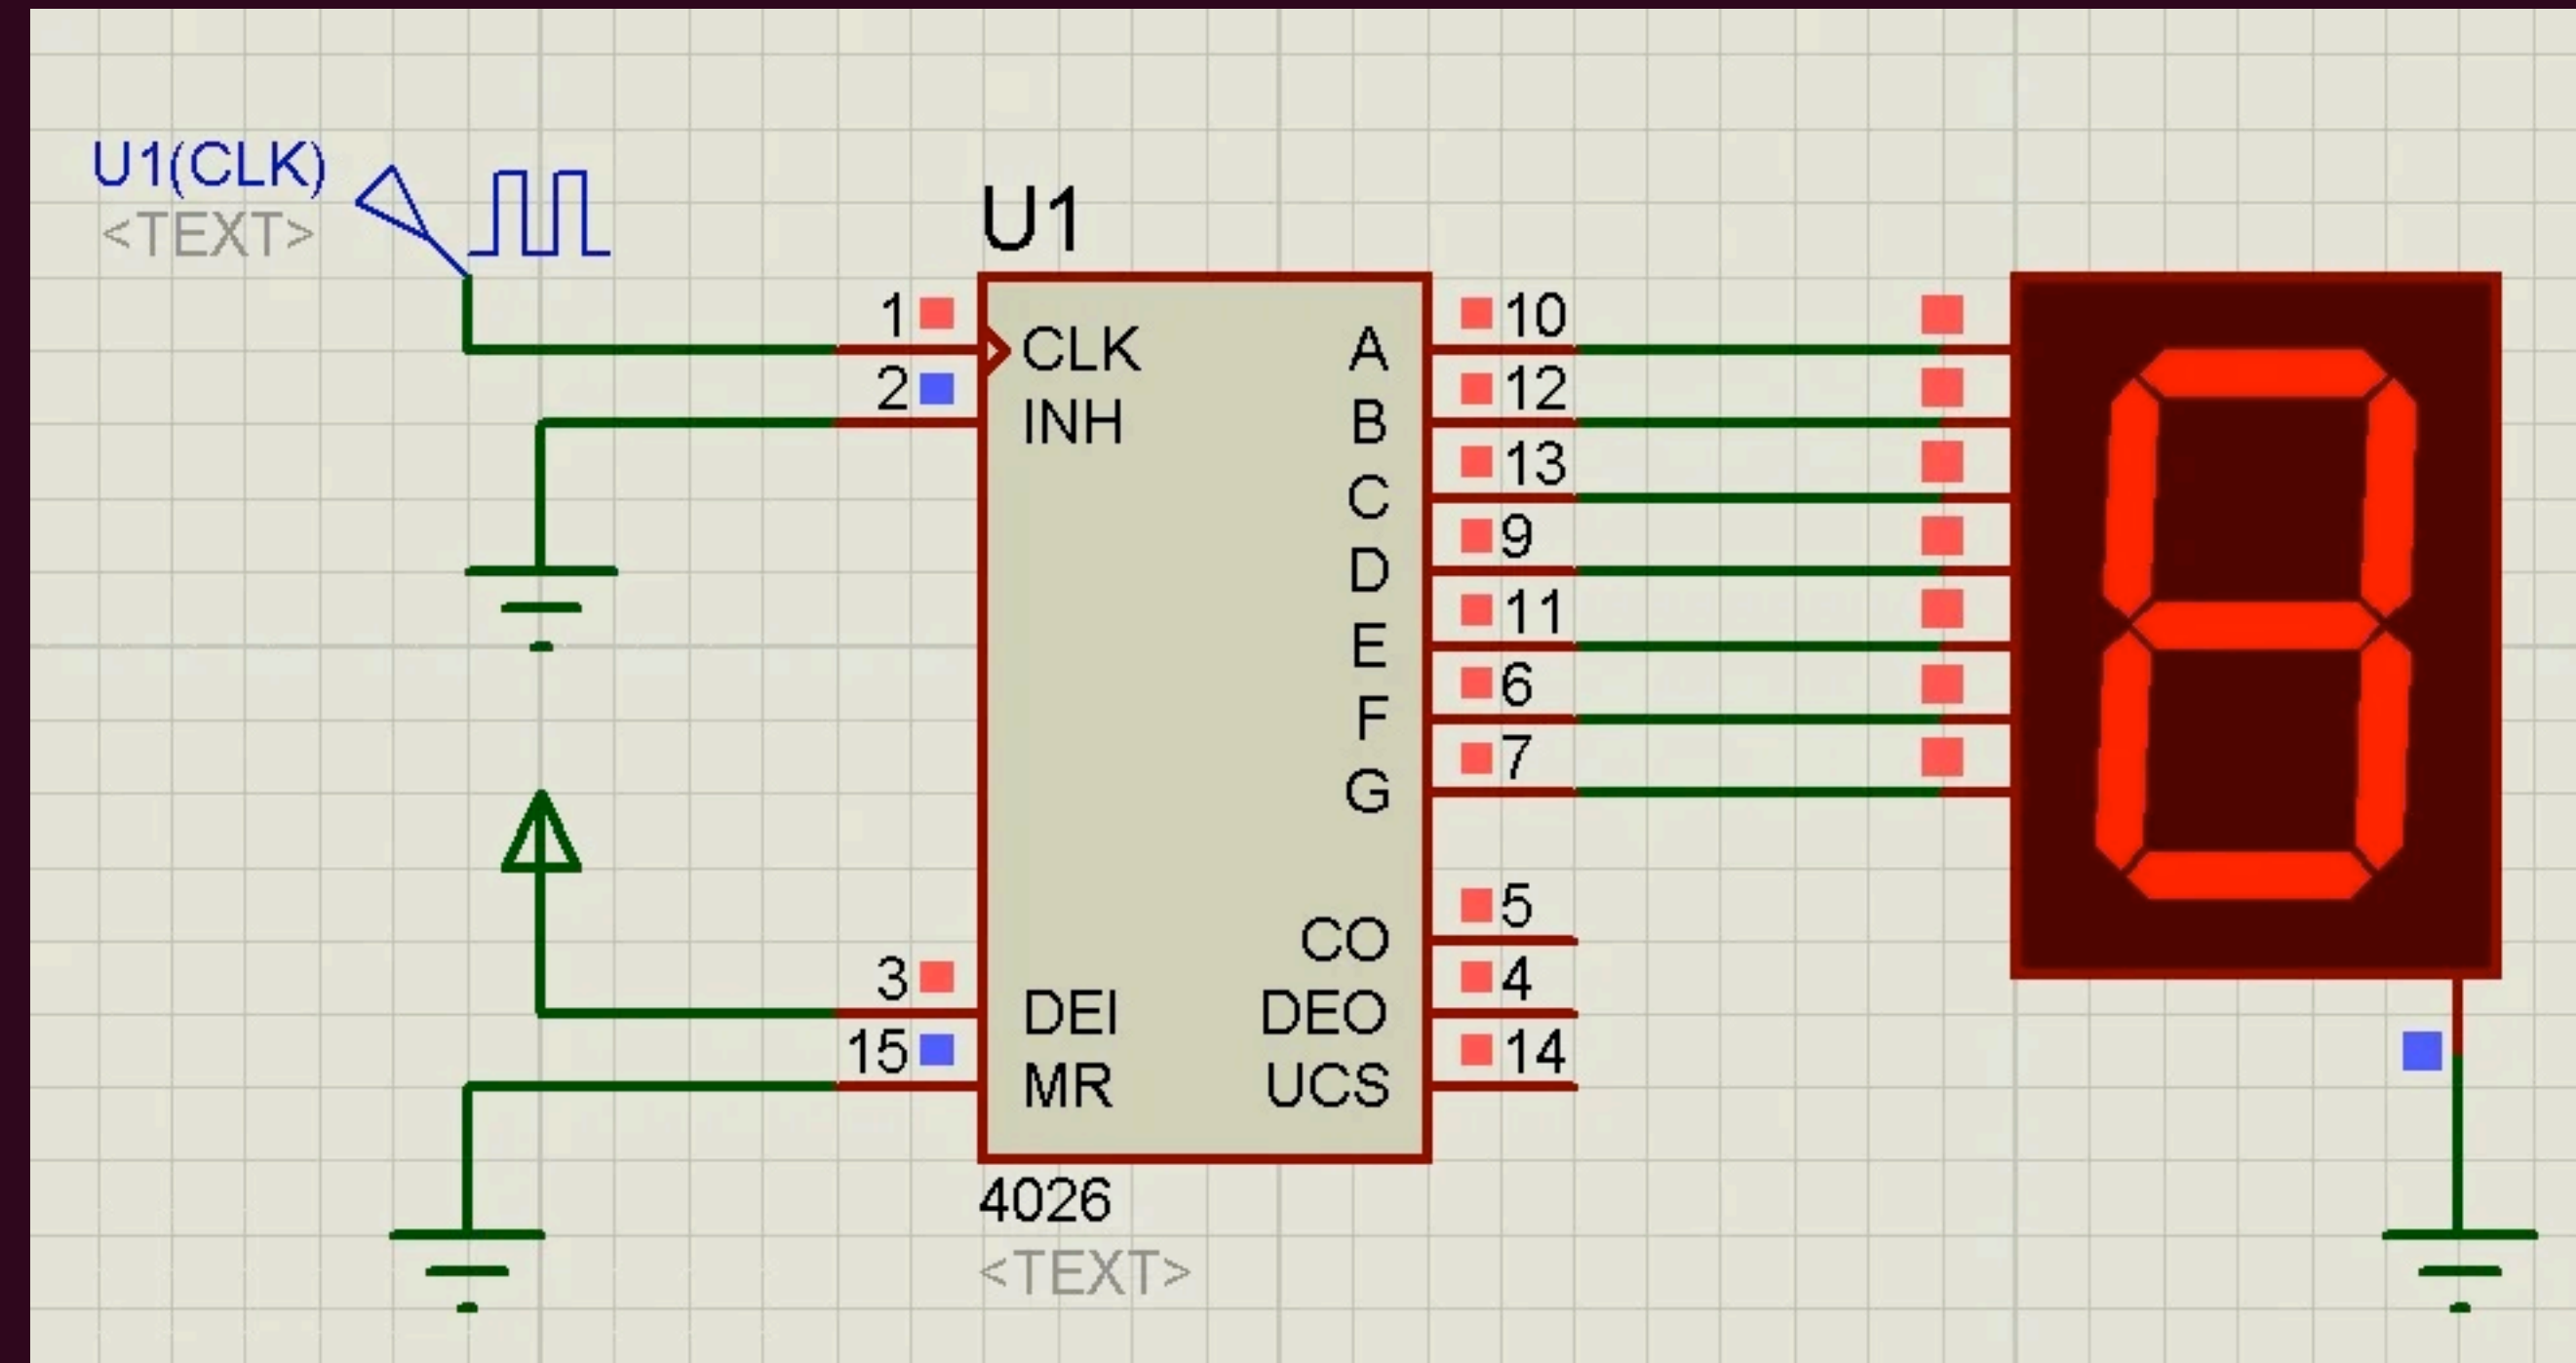 U1(CLK)
<TEXT>
U1
1
CLK
A
10
2
INH
B
12
C
13
D
9
E
11
F
6
G
7
CO
5
3
DEI
DEO
4
15
MR
UCS
14
4026
<TEXT>